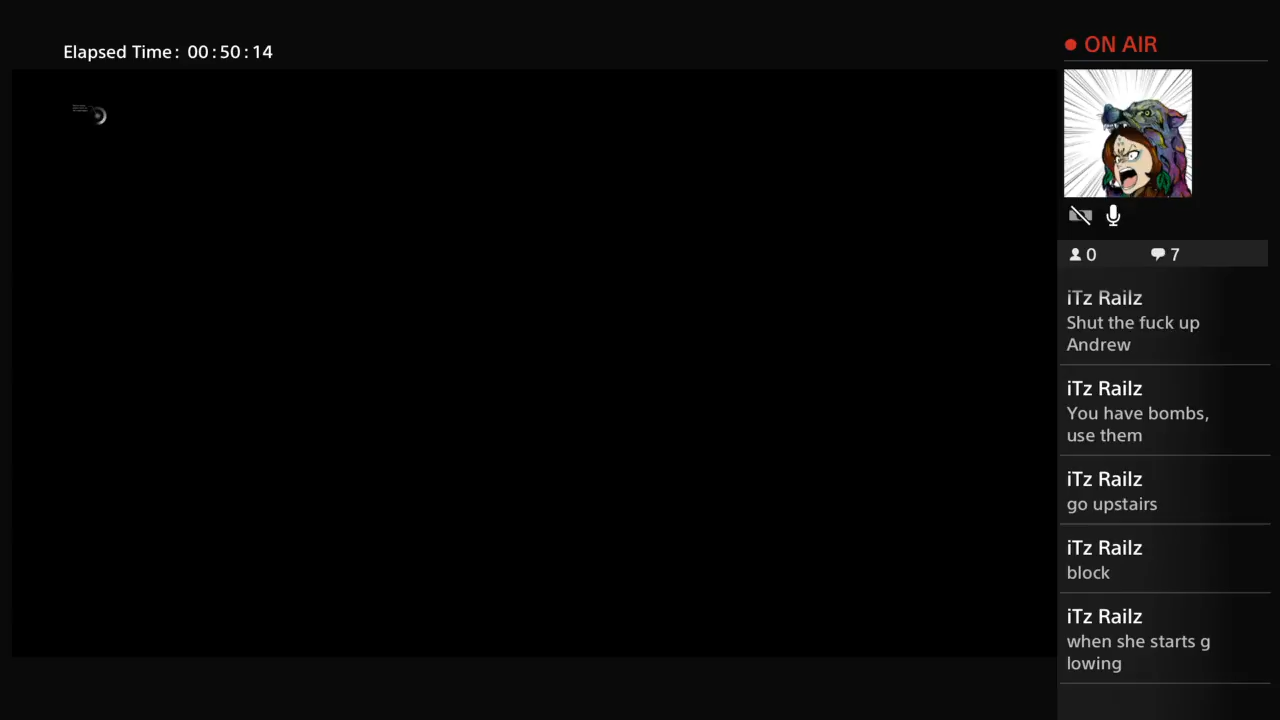 Elapsed Time: 00:50:14
ON AIR
0
7
iTz Railz
Shut the fuck up
Andrew
iTz Railz
You have bombs,
use them
iTz Railz
go upstairs
iTz Railz
block
iTz Railz
when she starts g
lowing